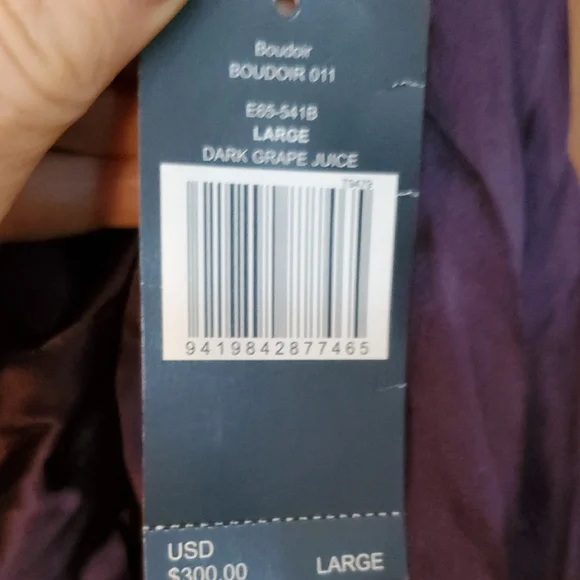 Boudoir
BOUDOIR 011
E65-541B
LARGE
DARK GRAPE JUICE
9419842877465
USD
$300.00
LARGE